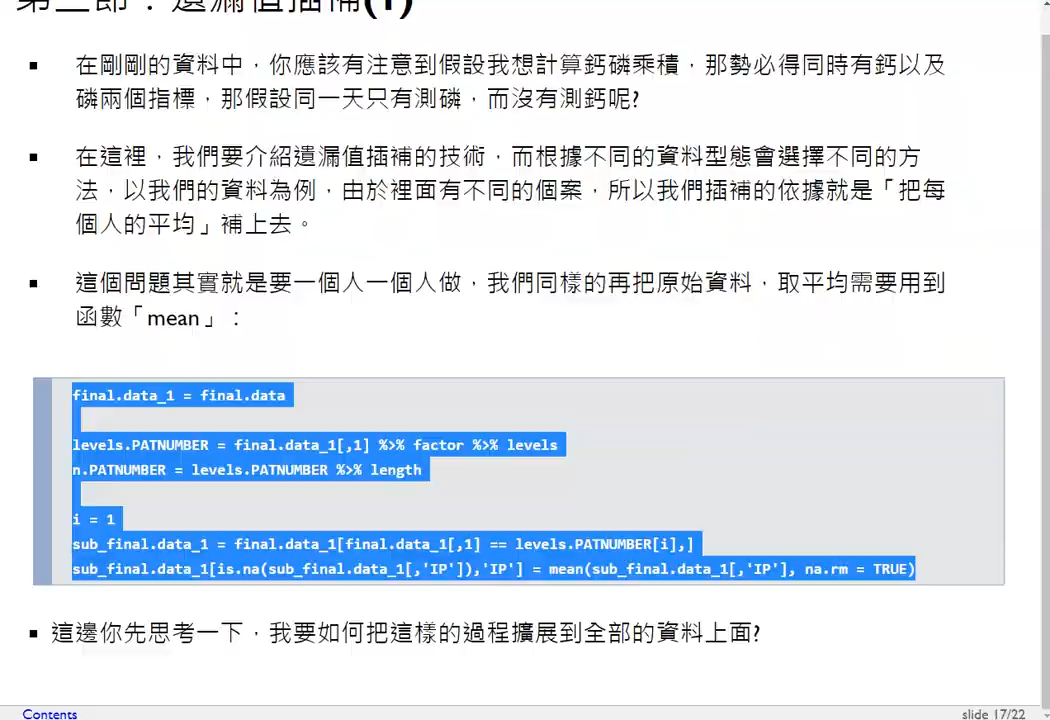 第三節：遺漏值插補(1)
▪ 在剛剛的資料中，你應該有注意到假設我想計算鈣磷乘積，那勢必得同時有鈣以及
磷兩個指標，那假設同一天只有測磷，而沒有測鈣呢?
▪ 在這裡，我們要介紹遺漏值插補的技術，而根據不同的資料型態會選擇不同的方
法，以我們的資料為例，由於裡面有不同的個案，所以我們插補的依據就是「把每
個人的平均」補上去。
▪ 這個問題其實就是要一個人一個人做，我們同樣的再把原始資料，取平均需要用到
函數「mean」：
final.data_1 = final.data
levels.PATNUMBER = final.data_1[,1] %>% factor %>% levels
n.PATNUMBER = levels.PATNUMBER %>% length
i = 1
sub_final.data_1 = final.data_1[final.data_1[,1] == levels.PATNUMBER[i],]
sub_final.data_1[is.na(sub_final.data_1[,'IP']),'IP'] = mean(sub_final.data_1[,'IP'], na.rm = TRUE)
▪ 這邊你先思考一下，我要如何把這樣的過程擴展到全部的資料上面?
Contents
slide 17/22